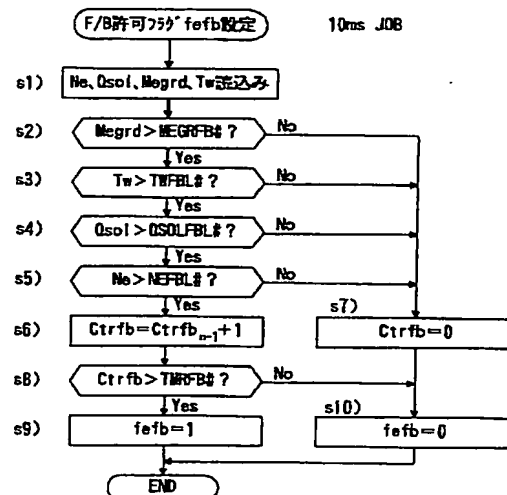 F/B許可フラグfefb設定
10ms JOB
s1) Ne、Qsol、Megrd、Tw読込み
s2) Megrd>MEGRFB#? No
Yes
s3) Tw>TWFBL#? No
Yes
s4) Qsol>QSOLFBL#? No
Yes
s5) Ne>NEFBL#? No
Yes
s7)
s6) Ctrfb=Ctrfbn-1+1 Ctrfb=0
s8) Ctrfb>TMRFB#? No
Yes
s10)
s9) fefb=1 fefb=0
END